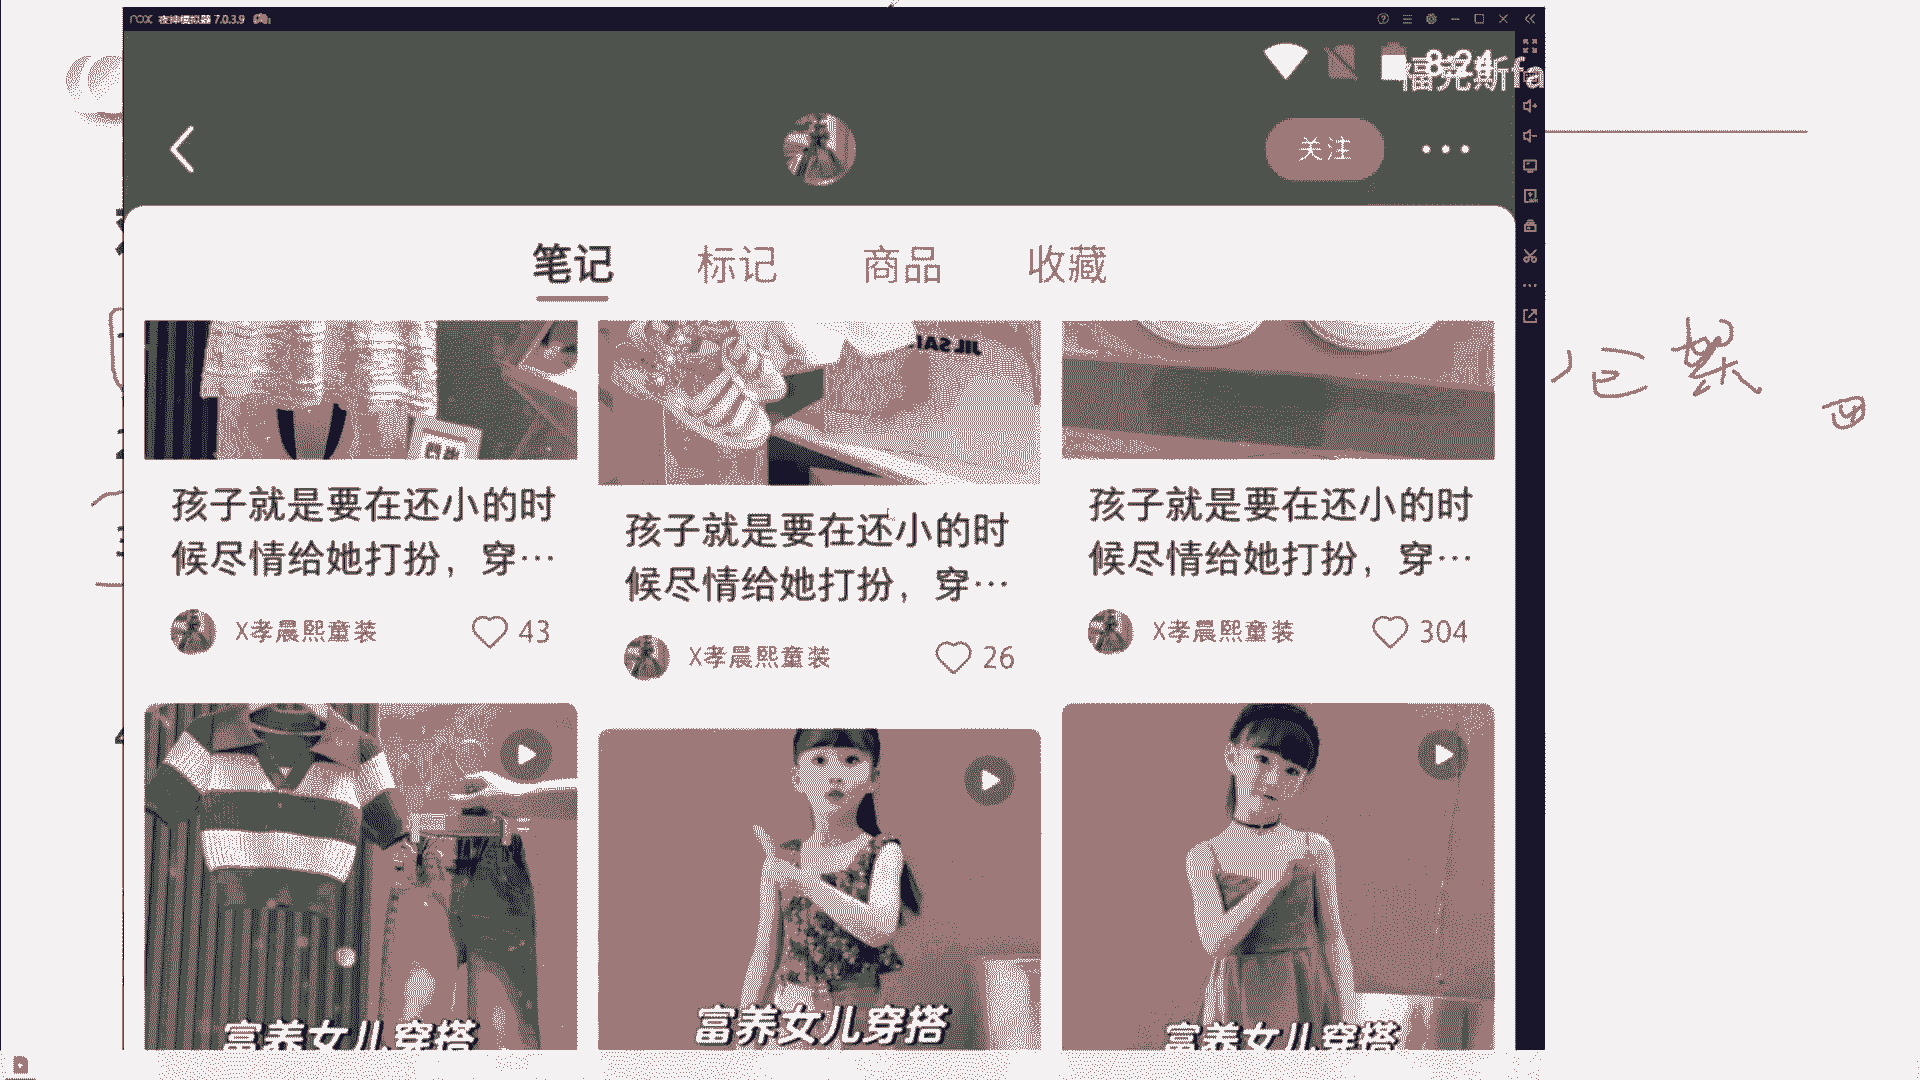 nox 夜神模拟器 7.0.3.9
8:24
福克斯fa
关注
笔记 标记 商品 收藏
JIL SAN
孩子就是要在还小的时
候尽情给她打扮，穿…
X孝晨熙童装 43
孩子就是要在还小的时
候尽情给她打扮，穿…
X孝晨熙童装 26
孩子就是要在还小的时
候尽情给她打扮，穿…
X孝晨熙童装 304
富养女儿穿搭
富养女儿穿搭
富养女儿穿搭